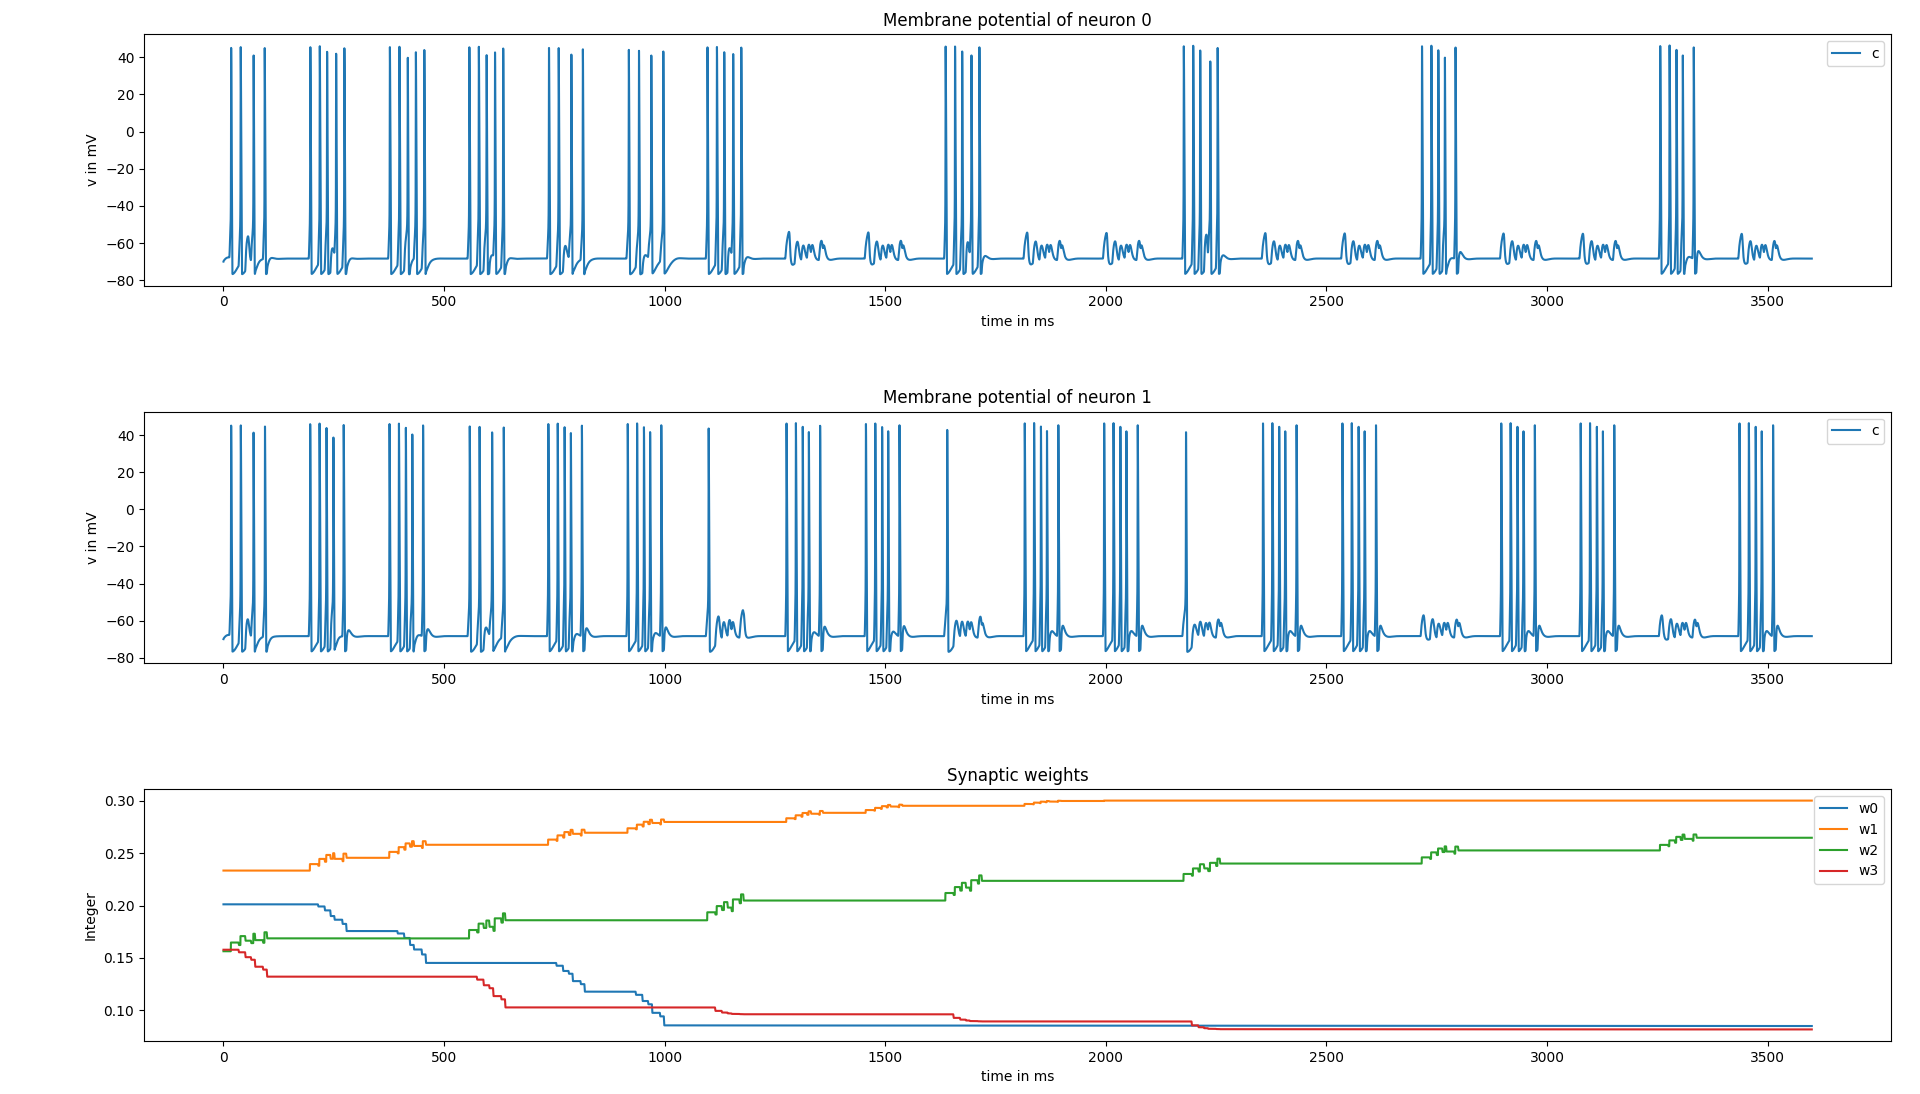 Membrane potential of neuron 0
v in mV
40
20
0
−20
−40
−60
−80
c
0 500 1000 1500 2000 2500 3000 3500
time in ms
Membrane potential of neuron 1
v in mV
40
20
0
−20
−40
−60
−80
c
0 500 1000 1500 2000 2500 3000 3500
time in ms
Synaptic weights
Integer
0.30
0.25
0.20
0.15
0.10
w0
w1
w2
w3
0 500 1000 1500 2000 2500 3000 3500
time in ms